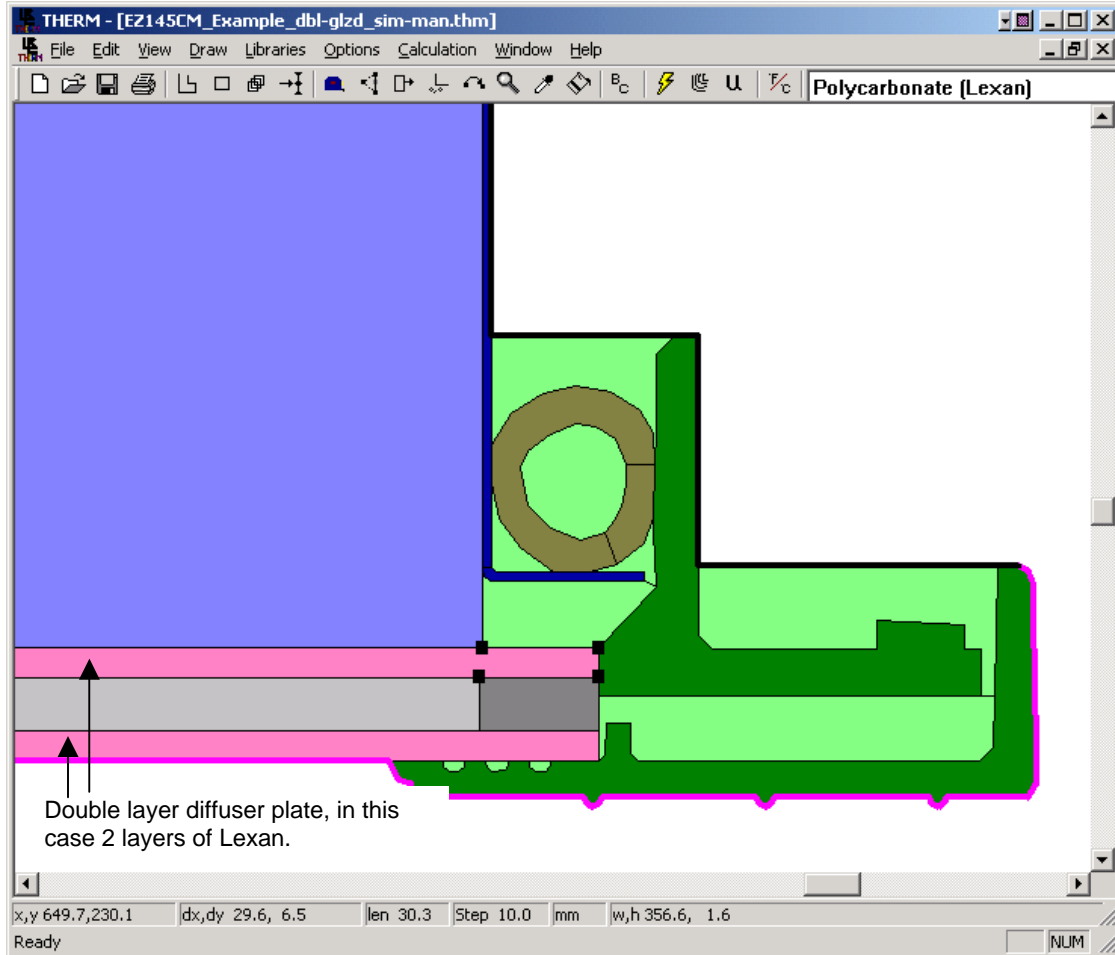 THERM - [EZ145CM_Example_dbl-glzd_sim-man.thm]
File Edit View Draw Libraries Options Calculation Window Help
BC U F/C Polycarbonate (Lexan)
Double layer diffuser plate, in this
case 2 layers of Lexan.
x,y 649.7,230.1 dx,dy 29.6, 6.5 len 30.3 Step 10.0 mm w,h 356.6, 1.6
Ready NUM